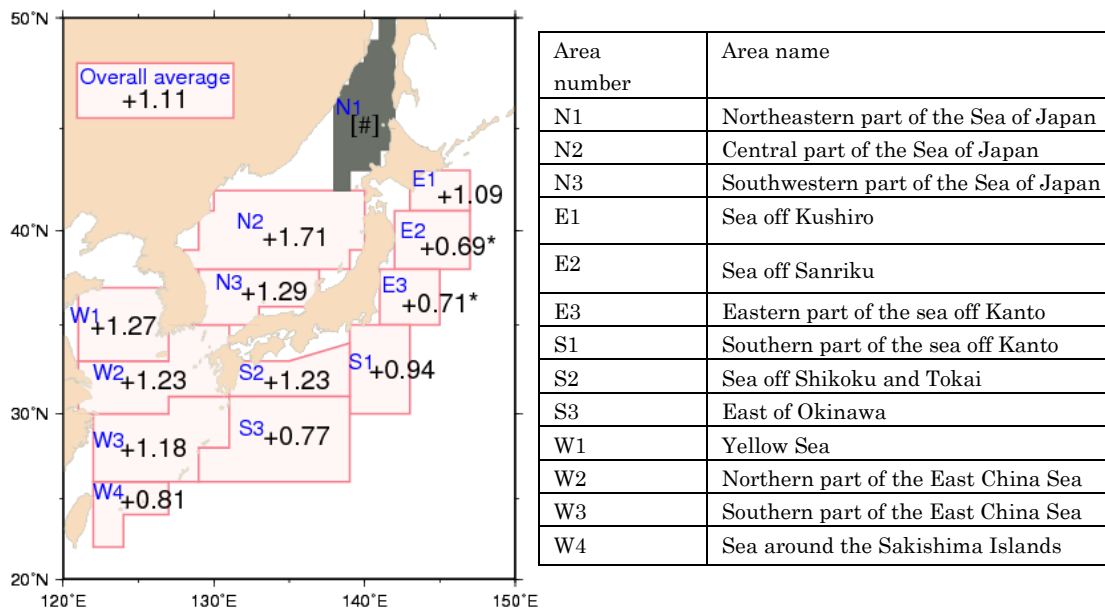 50°N
40°N
30°N
20°N
120°E
130°E
140°E
150°E
Overall average
+1.11
N1
[#]
E1
+1.09
N2
+1.71
E2
+0.69*
N3
+1.29
E3
+0.71*
W1
+1.27
W2
+1.23
S2
+1.23
S1
+0.94
W3
+1.18
S3
+0.77
W4
+0.81
Area number Area name
N1 Northeastern part of the Sea of Japan
N2 Central part of the Sea of Japan
N3 Southwestern part of the Sea of Japan
E1 Sea off Kushiro
E2 Sea off Sanriku
E3 Eastern part of the sea off Kanto
S1 Southern part of the sea off Kanto
S2 Sea off Shikoku and Tokai
S3 East of Okinawa
W1 Yellow Sea
W2 Northern part of the East China Sea
W3 Southern part of the East China Sea
W4 Sea around the Sakishima Islands